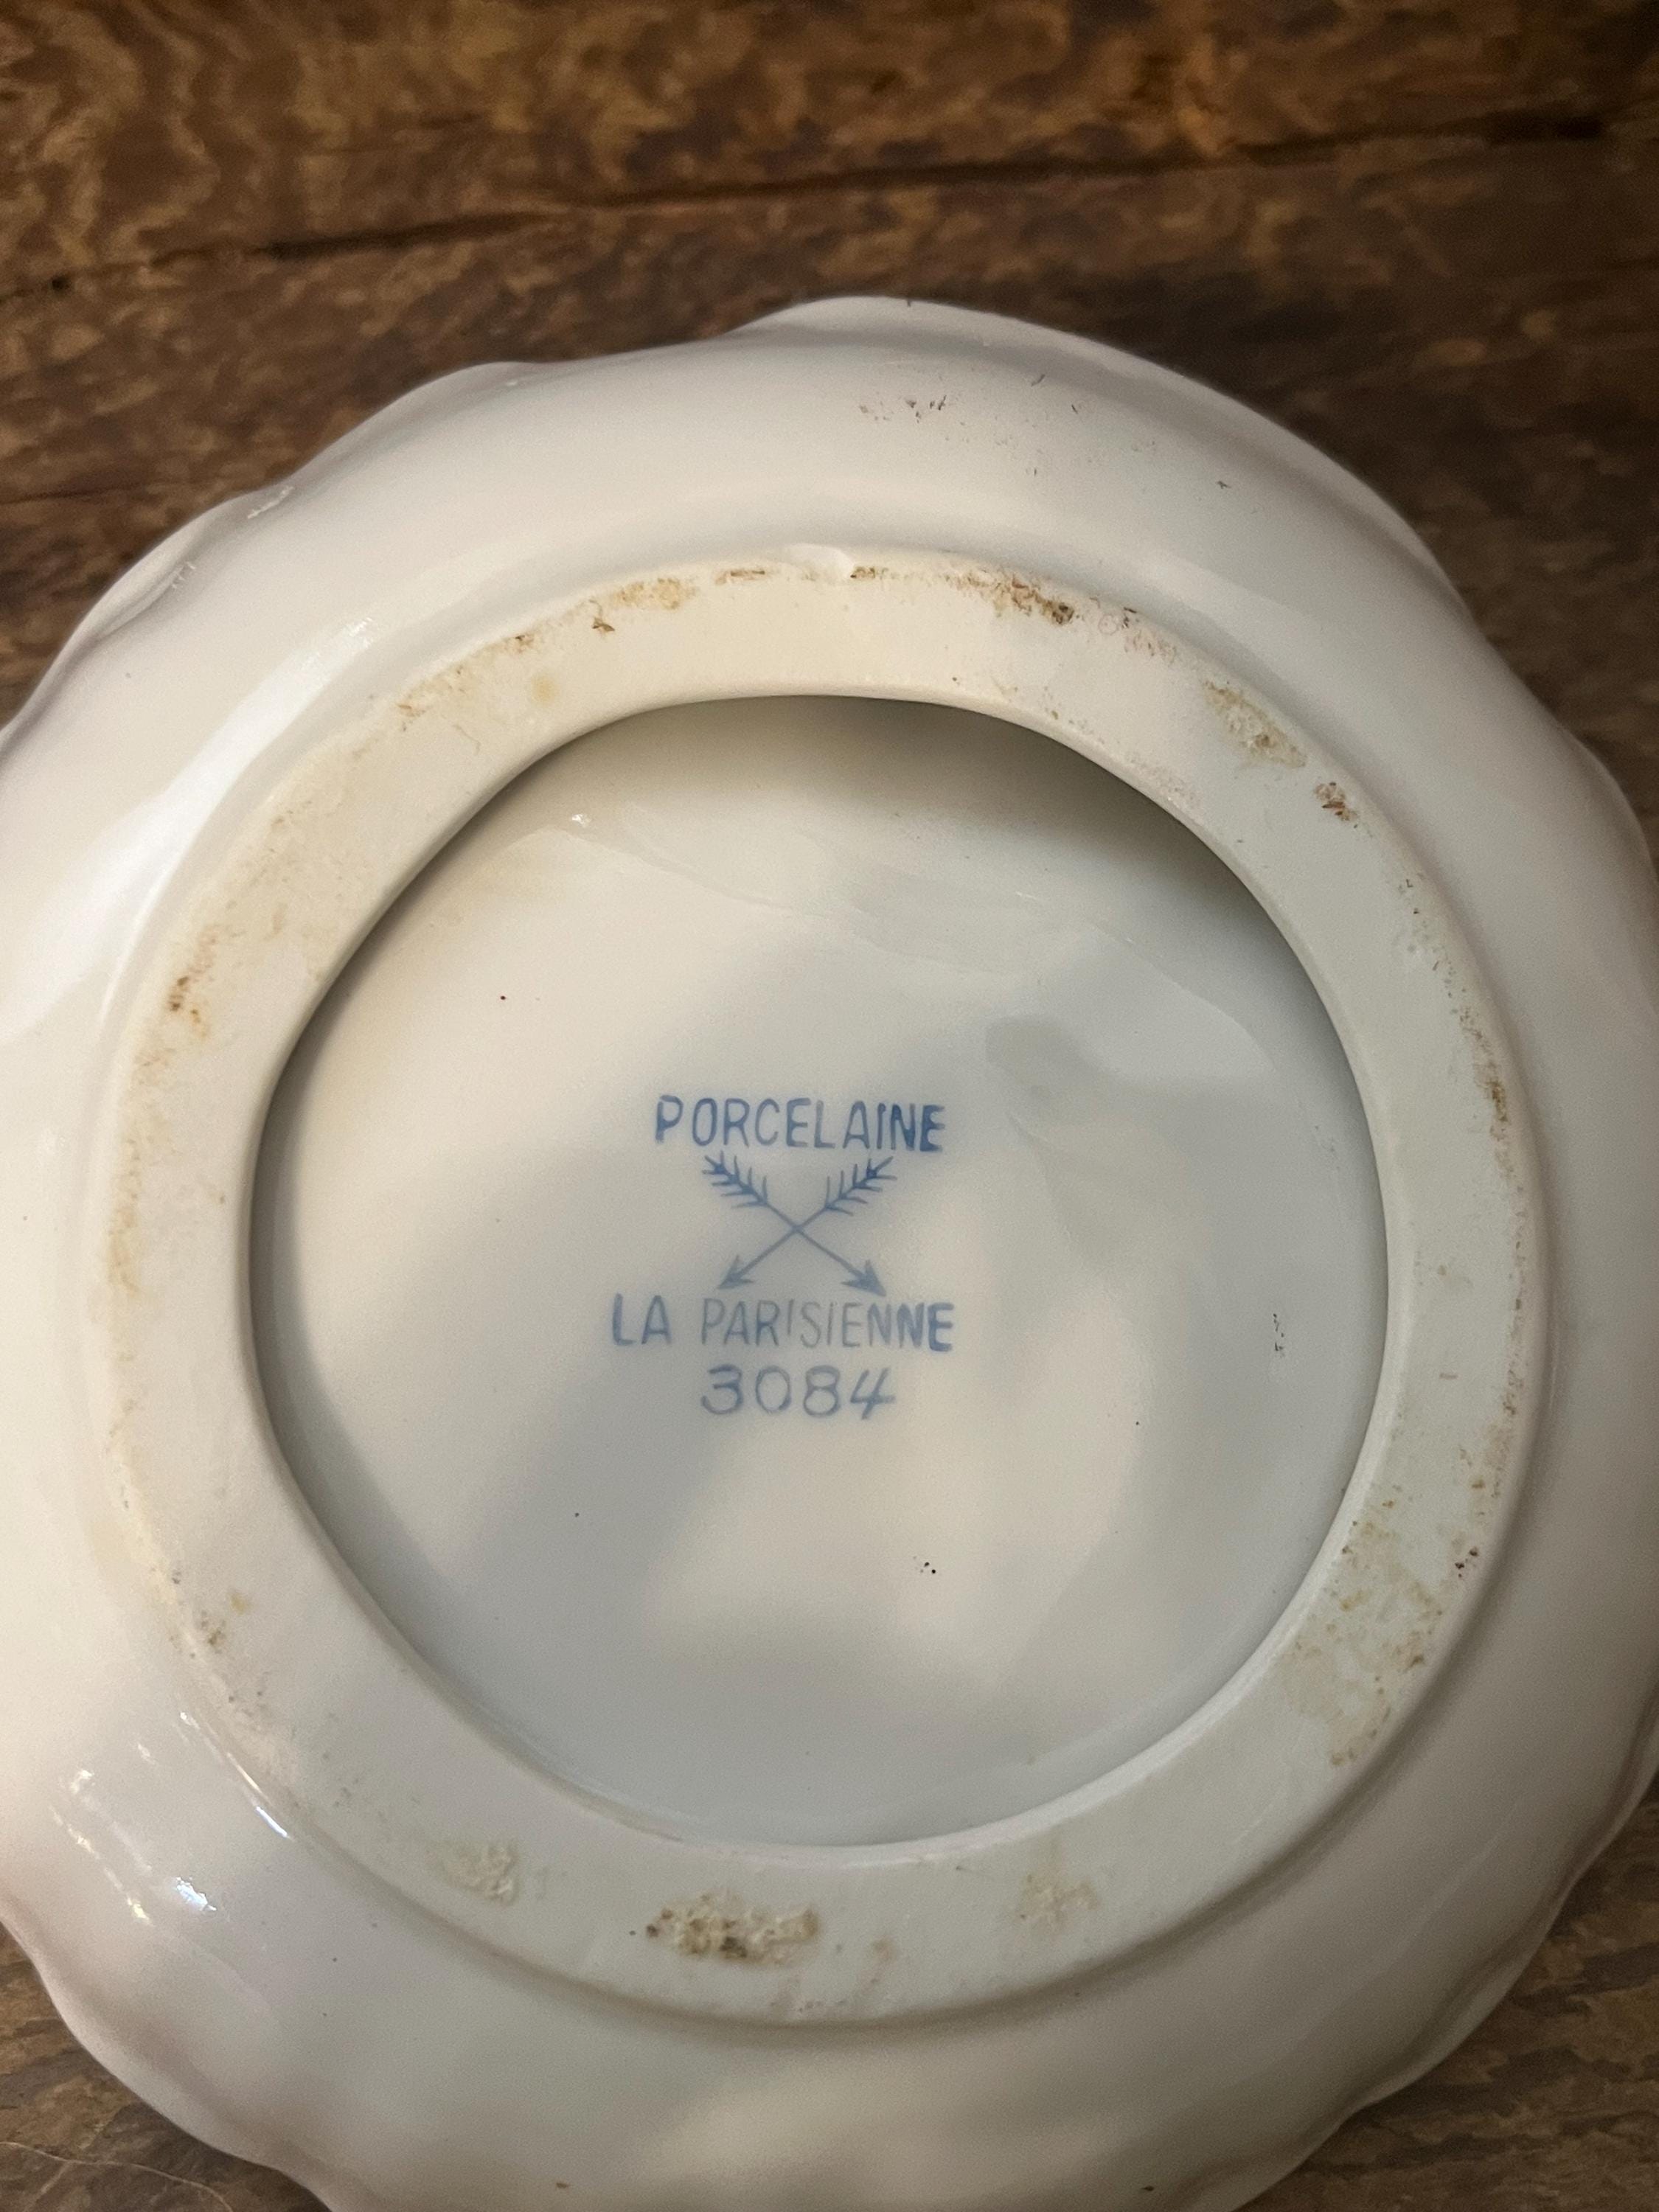 PORCELAINE
LA PARISIENNE
3084